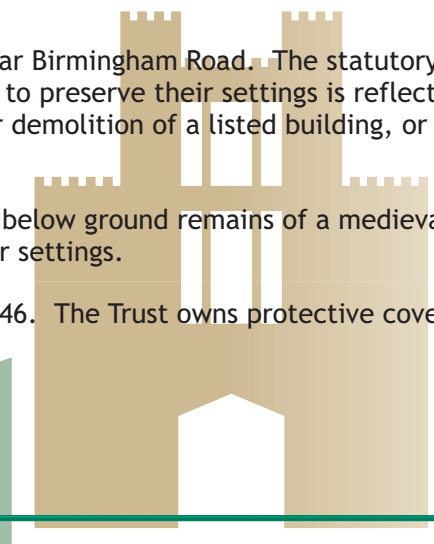 ar Birmingham Road.  The statutory
to preserve their settings is reflect
r demolition of a listed building, or
below ground remains of a medieva
r settings.
46.  The Trust owns protective cove